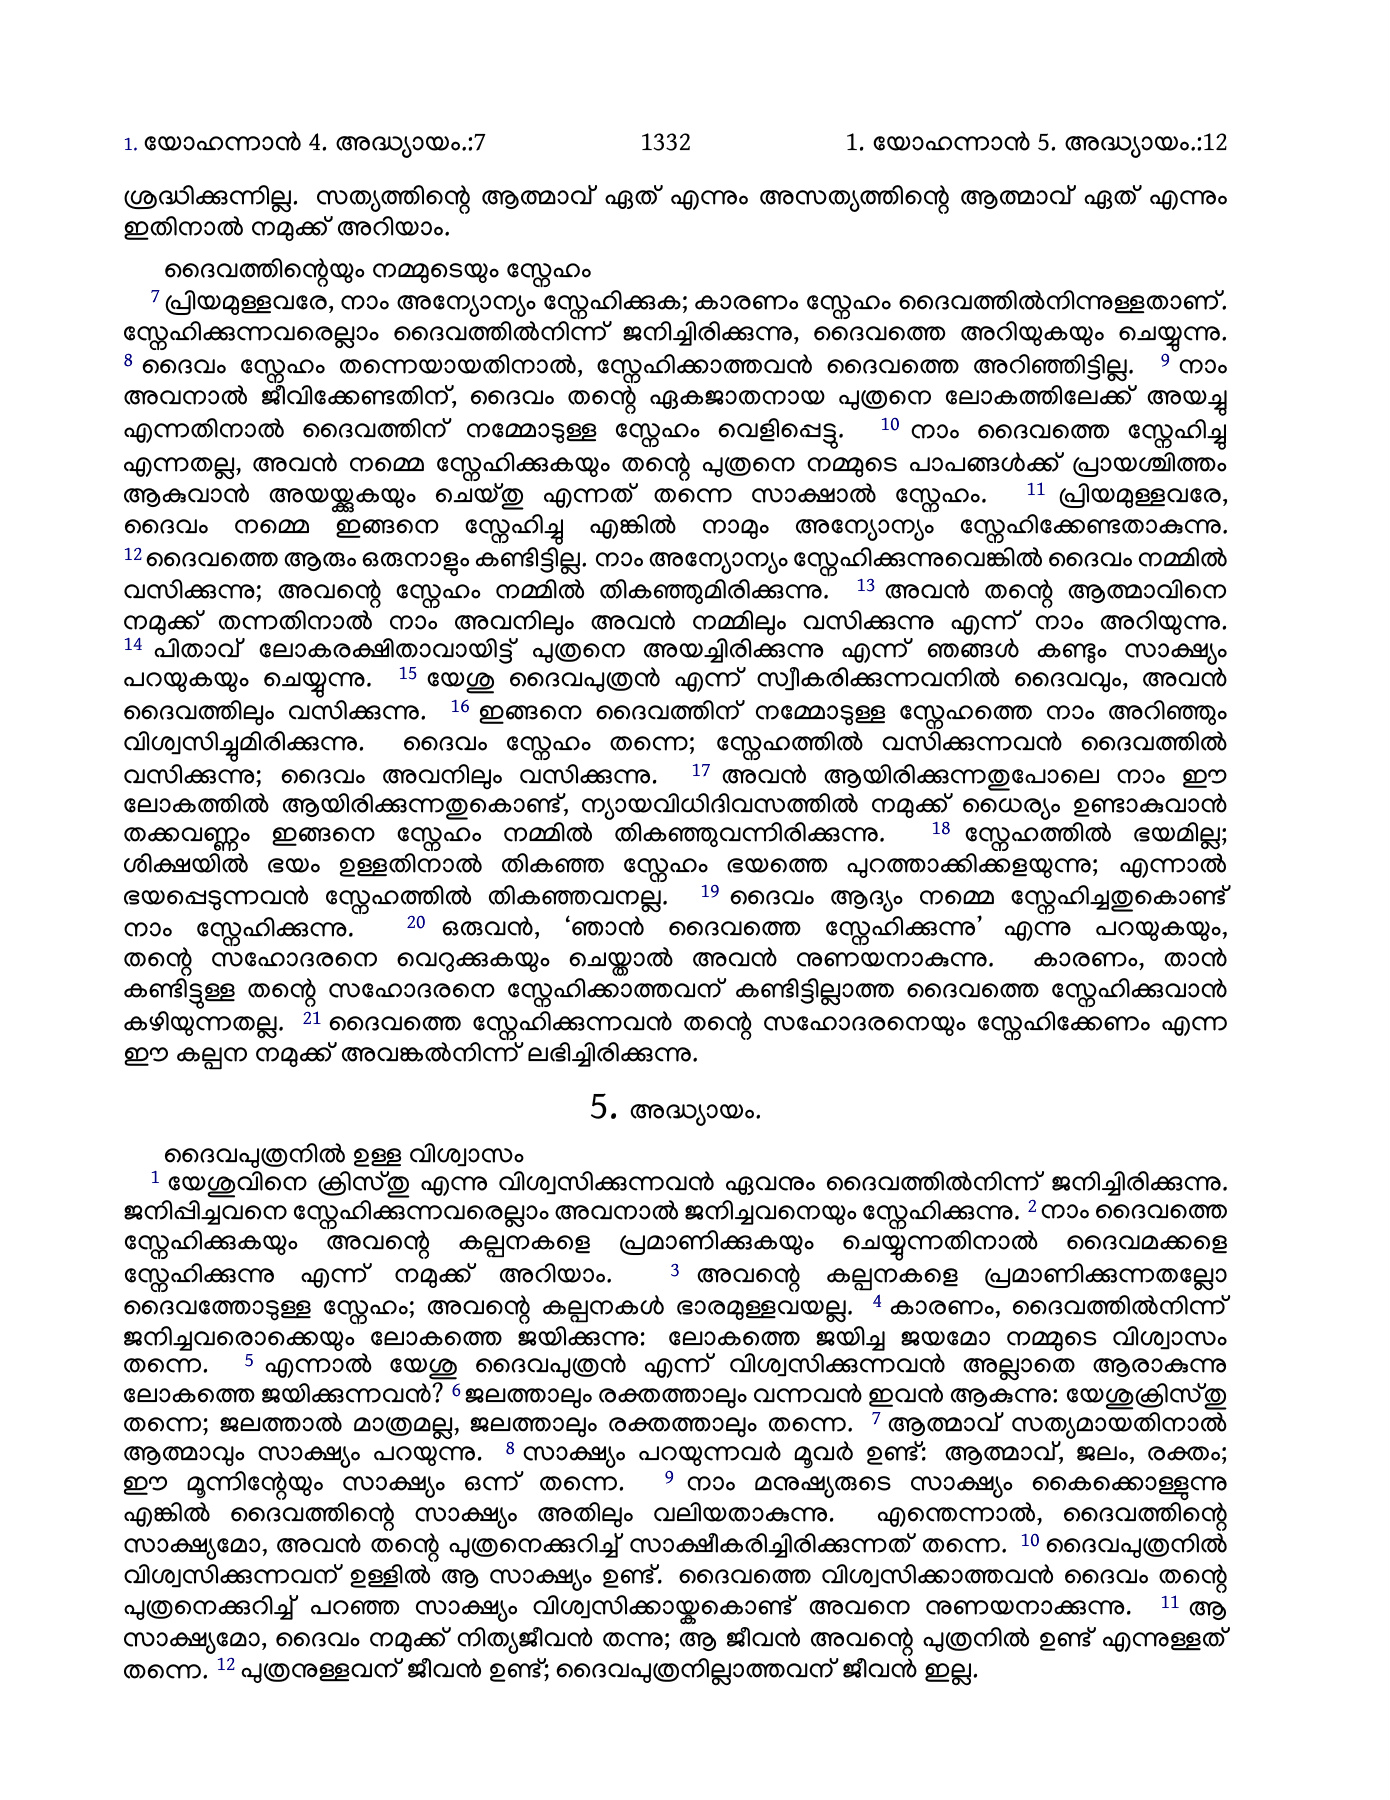 1. യോഹന്നാൻ 4. അദ്ധ്യായം.:7 1332 1. യോഹന്നാൻ 5. അദ്ധ്യായം.:12
ശ്രദ്ധിക്കുന്നില്ല. സത്യത്തിന്റെ ആത്മാവ് ഏത് എന്നും അസത്യത്തിന്റെ ആത്മാവ് ഏത് എന്നും
ഇതിനാൽ നമുക്ക് അറിയാം.
ദൈവത്തിന്റെയും നമ്മുടെയും സ്നേഹം
7 പ്രിയമുള്ളവരേ, നാം അന്യോന്യം സ്നേഹിക്കുക; കാരണം സ്നേഹം ദൈവത്തിൽനിന്നുള്ളതാണ്.
സ്നേഹിക്കുന്നവരെല്ലാം ദൈവത്തിൽനിന്ന് ജനിച്ചിരിക്കുന്നു, ദൈവത്തെ അറിയുകയും ചെയ്യുന്നു.
8 ദൈവം സ്നേഹം തന്നെയായതിനാൽ, സ്നേഹിക്കാത്തവൻ ദൈവത്തെ അറിഞ്ഞിട്ടില്ല. 9 നാം
അവനാൽ ജീവിക്കേണ്ടതിന്, ദൈവം തന്റെ ഏകജാതനായ പുത്രനെ ലോകത്തിലേക്ക് അയച്ചു
എന്നതിനാൽ ദൈവത്തിന് നമ്മോടുള്ള സ്നേഹം വെളിപ്പെട്ടു. 10 നാം ദൈവത്തെ സ്നേഹിച്ചു
എന്നതല്ല, അവൻ നമ്മെ സ്നേഹിക്കുകയും തന്റെ പുത്രനെ നമ്മുടെ പാപങ്ങൾക്ക് പ്രായശ്ചിത്തം
ആകുവാൻ അയയ്ക്കുകയും ചെയ്തു എന്നത് തന്നെ സാക്ഷാൽ സ്നേഹം. 11 പ്രിയമുള്ളവരേ,
ദൈവം നമ്മെ ഇങ്ങനെ സ്നേഹിച്ചു എങ്കിൽ നാമും അന്യോന്യം സ്നേഹിക്കേണ്ടതാകുന്നു.
12 ദൈവത്തെ ആരും ഒരുനാളും കണ്ടിട്ടില്ല. നാം അന്യോന്യം സ്നേഹിക്കുന്നുവെങ്കിൽ ദൈവം നമ്മിൽ
വസിക്കുന്നു; അവന്റെ സ്നേഹം നമ്മിൽ തികഞ്ഞുമിരിക്കുന്നു. 13 അവൻ തന്റെ ആത്മാവിനെ
നമുക്ക് തന്നതിനാൽ നാം അവനിലും അവൻ നമ്മിലും വസിക്കുന്നു എന്ന് നാം അറിയുന്നു.
14 പിതാവ് ലോകരക്ഷിതാവായിട്ട് പുത്രനെ അയച്ചിരിക്കുന്നു എന്ന് ഞങ്ങൾ കണ്ടും സാക്ഷ്യം
പറയുകയും ചെയ്യുന്നു. 15 യേശു ദൈവപുത്രൻ എന്ന് സ്വീകരിക്കുന്നവനിൽ ദൈവവും, അവൻ
ദൈവത്തിലും വസിക്കുന്നു. 16 ഇങ്ങനെ ദൈവത്തിന് നമ്മോടുള്ള സ്നേഹത്തെ നാം അറിഞ്ഞും
വിശ്വസിച്ചുമിരിക്കുന്നു. ദൈവം സ്നേഹം തന്നെ; സ്നേഹത്തിൽ വസിക്കുന്നവൻ ദൈവത്തിൽ
വസിക്കുന്നു; ദൈവം അവനിലും വസിക്കുന്നു. 17 അവൻ ആയിരിക്കുന്നതുപോലെ നാം ഈ
ലോകത്തിൽ ആയിരിക്കുന്നതുകൊണ്ട്, ന്യായവിധിദിവസത്തിൽ നമുക്ക് ധൈര്യം ഉണ്ടാകുവാൻ
തക്കവണ്ണം ഇങ്ങനെ സ്നേഹം നമ്മിൽ തികഞ്ഞുവന്നിരിക്കുന്നു. 18 സ്നേഹത്തിൽ ഭയമില്ല;
ശിക്ഷയിൽ ഭയം ഉള്ളതിനാൽ തികഞ്ഞ സ്നേഹം ഭയത്തെ പുറത്താക്കിക്കളയുന്നു; എന്നാൽ
ഭയപ്പെടുന്നവൻ സ്നേഹത്തിൽ തികഞ്ഞവനല്ല. 19 ദൈവം ആദ്യം നമ്മെ സ്നേഹിച്ചതുകൊണ്ട്
നാം സ്നേഹിക്കുന്നു. 20 ഒരുവൻ, ‘ഞാൻ ദൈവത്തെ സ്നേഹിക്കുന്നു’ എന്നു പറയുകയും,
തന്റെ സഹോദരനെ വെറുക്കുകയും ചെയ്താൽ അവൻ നുണയനാകുന്നു. കാരണം, താൻ
കണ്ടിട്ടുള്ള തന്റെ സഹോദരനെ സ്നേഹിക്കാത്തവന് കണ്ടിട്ടില്ലാത്ത ദൈവത്തെ സ്നേഹിക്കുവാൻ
കഴിയുന്നതല്ല. 21 ദൈവത്തെ സ്നേഹിക്കുന്നവൻ തന്റെ സഹോദരനെയും സ്നേഹിക്കേണം എന്ന
ഈ കല്പന നമുക്ക് അവങ്കൽനിന്ന് ലഭിച്ചിരിക്കുന്നു.
5. അദ്ധ്യായം.
ദൈവപുത്രനിൽ ഉള്ള വിശ്വാസം
1 യേശുവിനെ ക്രിസ്തു എന്നു വിശ്വസിക്കുന്നവൻ ഏവനും ദൈവത്തിൽനിന്ന് ജനിച്ചിരിക്കുന്നു.
ജനിപ്പിച്ചവനെ സ്നേഹിക്കുന്നവരെല്ലാം അവനാൽ ജനിച്ചവനെയും സ്നേഹിക്കുന്നു. 2 നാം ദൈവത്തെ
സ്നേഹിക്കുകയും അവന്റെ കല്പനകളെ പ്രമാണിക്കുകയും ചെയ്യുന്നതിനാൽ ദൈവമക്കളെ
സ്നേഹിക്കുന്നു എന്ന് നമുക്ക് അറിയാം. 3 അവന്റെ കല്പനകളെ പ്രമാണിക്കുന്നതല്ലോ
ദൈവത്തോടുള്ള സ്നേഹം; അവന്റെ കല്പനകൾ ഭാരമുള്ളവയല്ല. 4 കാരണം, ദൈവത്തിൽനിന്ന്
ജനിച്ചവരൊക്കെയും ലോകത്തെ ജയിക്കുന്നു: ലോകത്തെ ജയിച്ച ജയമോ നമ്മുടെ വിശ്വാസം
തന്നെ. 5 എന്നാൽ യേശു ദൈവപുത്രൻ എന്ന് വിശ്വസിക്കുന്നവൻ അല്ലാതെ ആരാകുന്നു
ലോകത്തെ ജയിക്കുന്നവൻ? 6 ജലത്താലും രക്തത്താലും വന്നവൻ ഇവൻ ആകുന്നു: യേശുക്രിസ്തു
തന്നെ; ജലത്താൽ മാത്രമല്ല, ജലത്താലും രക്തത്താലും തന്നെ. 7 ആത്മാവ് സത്യമായതിനാൽ
ആത്മാവും സാക്ഷ്യം പറയുന്നു. 8 സാക്ഷ്യം പറയുന്നവർ മൂവർ ഉണ്ട്: ആത്മാവ്, ജലം, രക്തം;
ഈ മൂന്നിന്റേയും സാക്ഷ്യം ഒന്ന് തന്നെ. 9 നാം മനുഷ്യരുടെ സാക്ഷ്യം കൈക്കൊള്ളുന്നു
എങ്കിൽ ദൈവത്തിന്റെ സാക്ഷ്യം അതിലും വലിയതാകുന്നു. എന്തെന്നാൽ, ദൈവത്തിന്റെ
സാക്ഷ്യമോ, അവൻ തന്റെ പുത്രനെക്കുറിച്ച് സാക്ഷീകരിച്ചിരിക്കുന്നത് തന്നെ. 10 ദൈവപുത്രനിൽ
വിശ്വസിക്കുന്നവന് ഉള്ളിൽ ആ സാക്ഷ്യം ഉണ്ട്. ദൈവത്തെ വിശ്വസിക്കാത്തവൻ ദൈവം തന്റെ
പുത്രനെക്കുറിച്ച് പറഞ്ഞ സാക്ഷ്യം വിശ്വസിക്കായ്കകൊണ്ട് അവനെ നുണയനാക്കുന്നു. 11 ആ
സാക്ഷ്യമോ, ദൈവം നമുക്ക് നിത്യജീവൻ തന്നു; ആ ജീവൻ അവന്റെ പുത്രനിൽ ഉണ്ട് എന്നുള്ളത്
തന്നെ. 12 പുത്രനുള്ളവന് ജീവൻ ഉണ്ട്; ദൈവപുത്രനില്ലാത്തവന് ജീവൻ ഇല്ല.